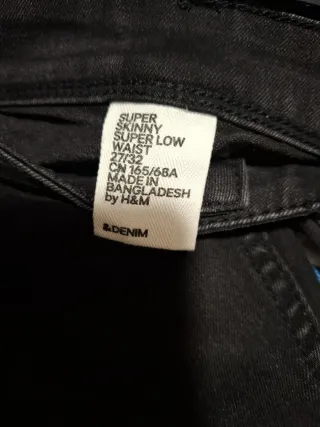 SUPER
SKINNY
SUPER LOW
WAIST
27/32
CN 165/68A
MADE IN
BANGLADESH
by H&M
&DENIM